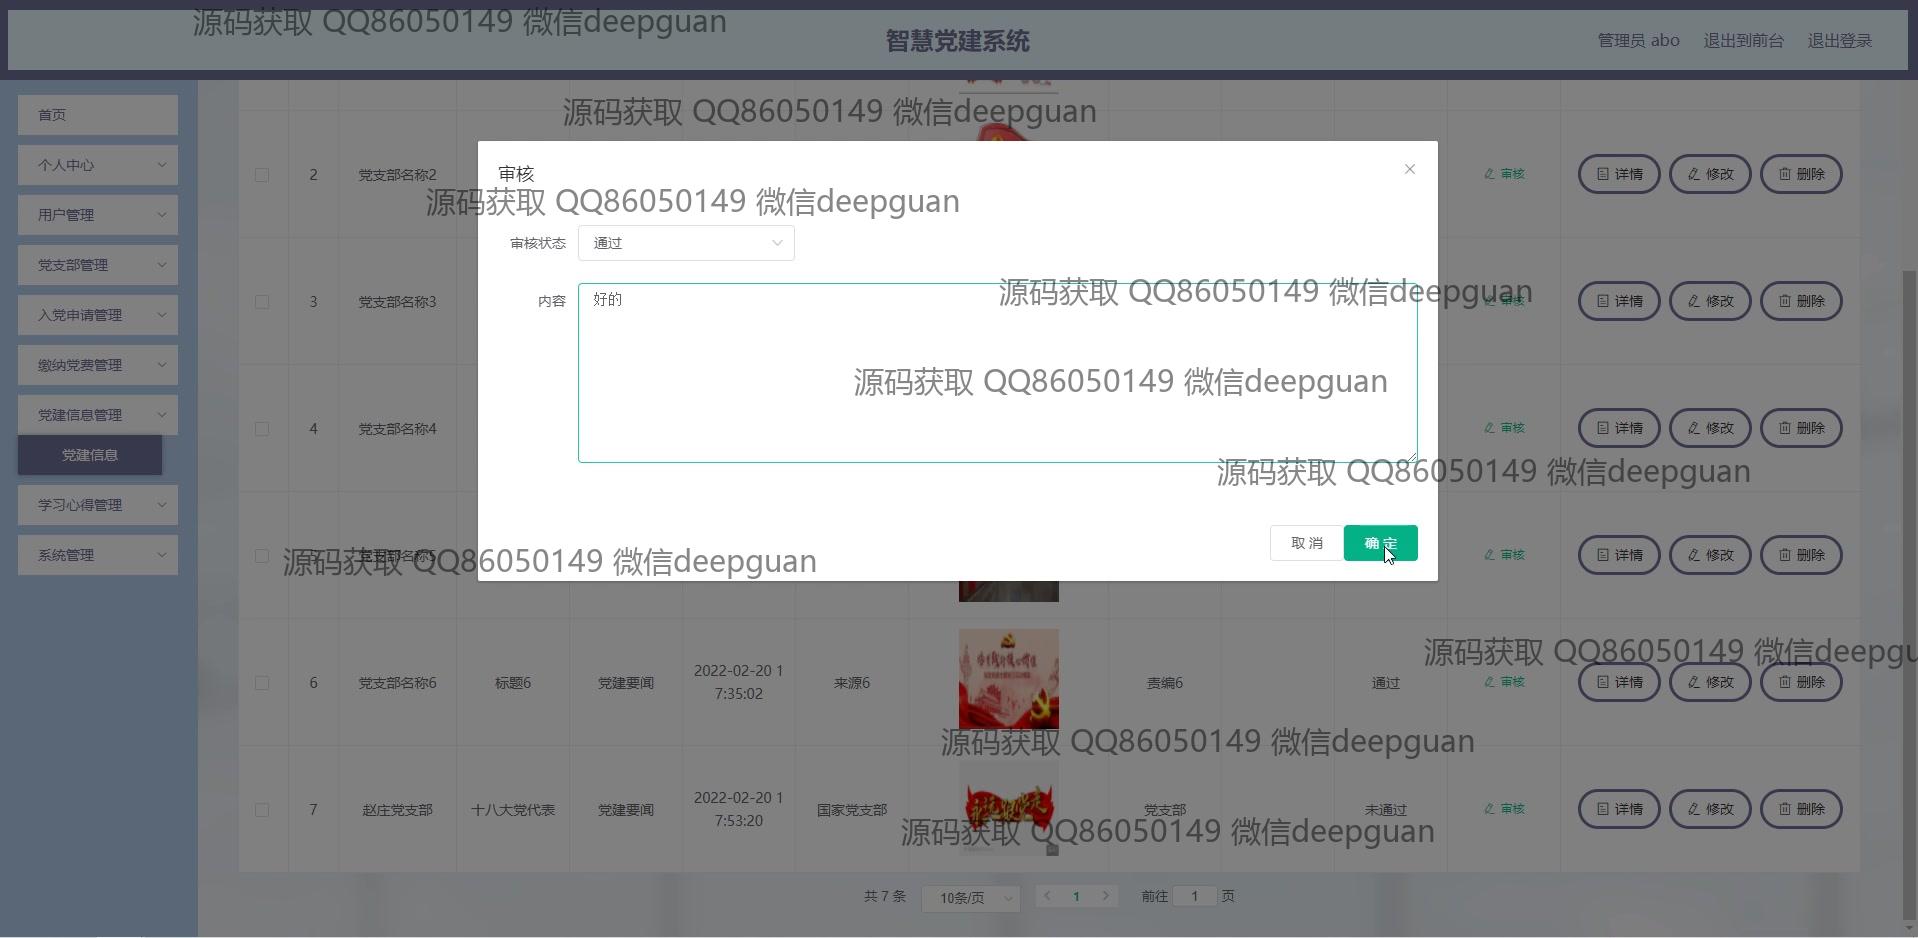 源码获取 QQ86050149 微信deepguan
智慧党建系统
管理员 abo 退出到前台 退出登录
首页
个人中心
用户管理
党支部管理
入党申请管理
缴纳党费管理
党建信息管理
党建信息
学习心得管理
系统管理
源码获取 QQ86050149 微信deepguan
2 党支部名称2 审核 详情 修改 删除
审核
源码获取 QQ86050149 微信deepguan
审核状态 通过
源码获取 QQ86050149 微信deepguan
内容 好的
3 党支部名称3 审核 详情 修改 删除
源码获取 QQ86050149 微信deepguan
4 党支部名称4 审核 详情 修改 删除
源码获取 QQ86050149 微信deepguan
取消 确定
5 党支部名称5 审核 详情 修改 删除
源码获取 QQ86050149 微信deepguan
源码获取 QQ86050149 微信deepgu
6 党支部名称6 标题6 党建要闻 2022-02-20 1
7:35:02 来源6 责编6 通过 审核 详情 修改 删除
源码获取 QQ86050149 微信deepguan
7 赵庄党支部 十八大党代表 党建要闻 2022-02-20 1
7:53:20 国家党支部 永远跟党走 党支部 未通过 审核 详情 修改 删除
源码获取 QQ86050149 微信deepguan
共 7 条 10条/页 1 前往 1 页